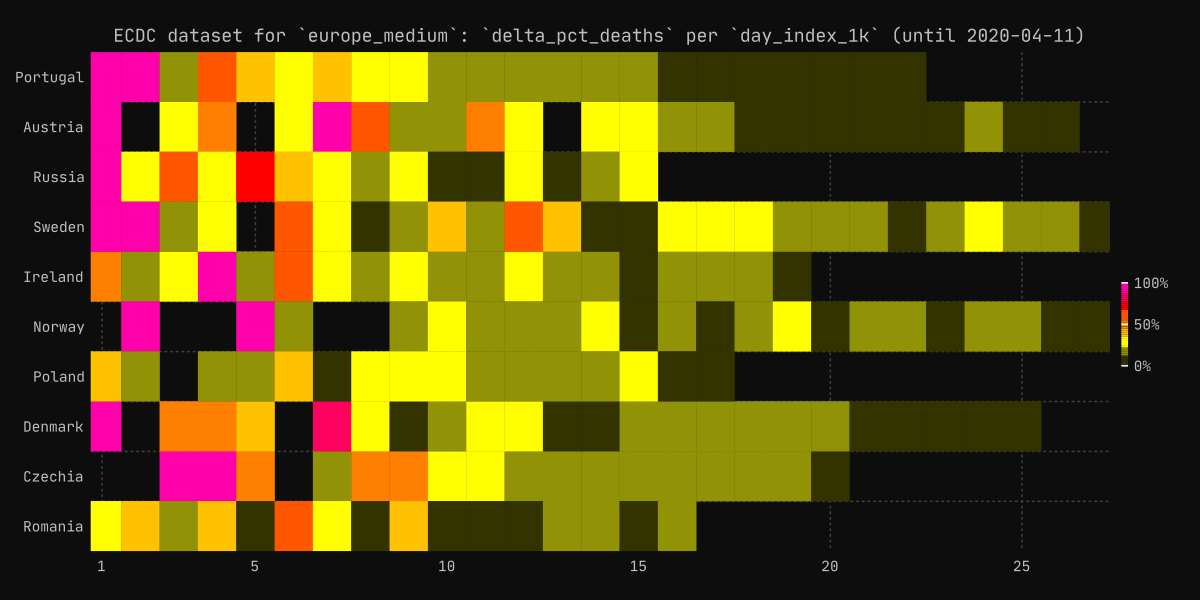 ECDC dataset for `europe_medium`: `delta_pct_deaths` per `day_index_1k` (until 2020-04-11)
Portugal
Austria
Russia
Sweden
Ireland
Norway
Poland
Denmark
Czechia
Romania
100%
50%
0%
1 5 10 15 20 25